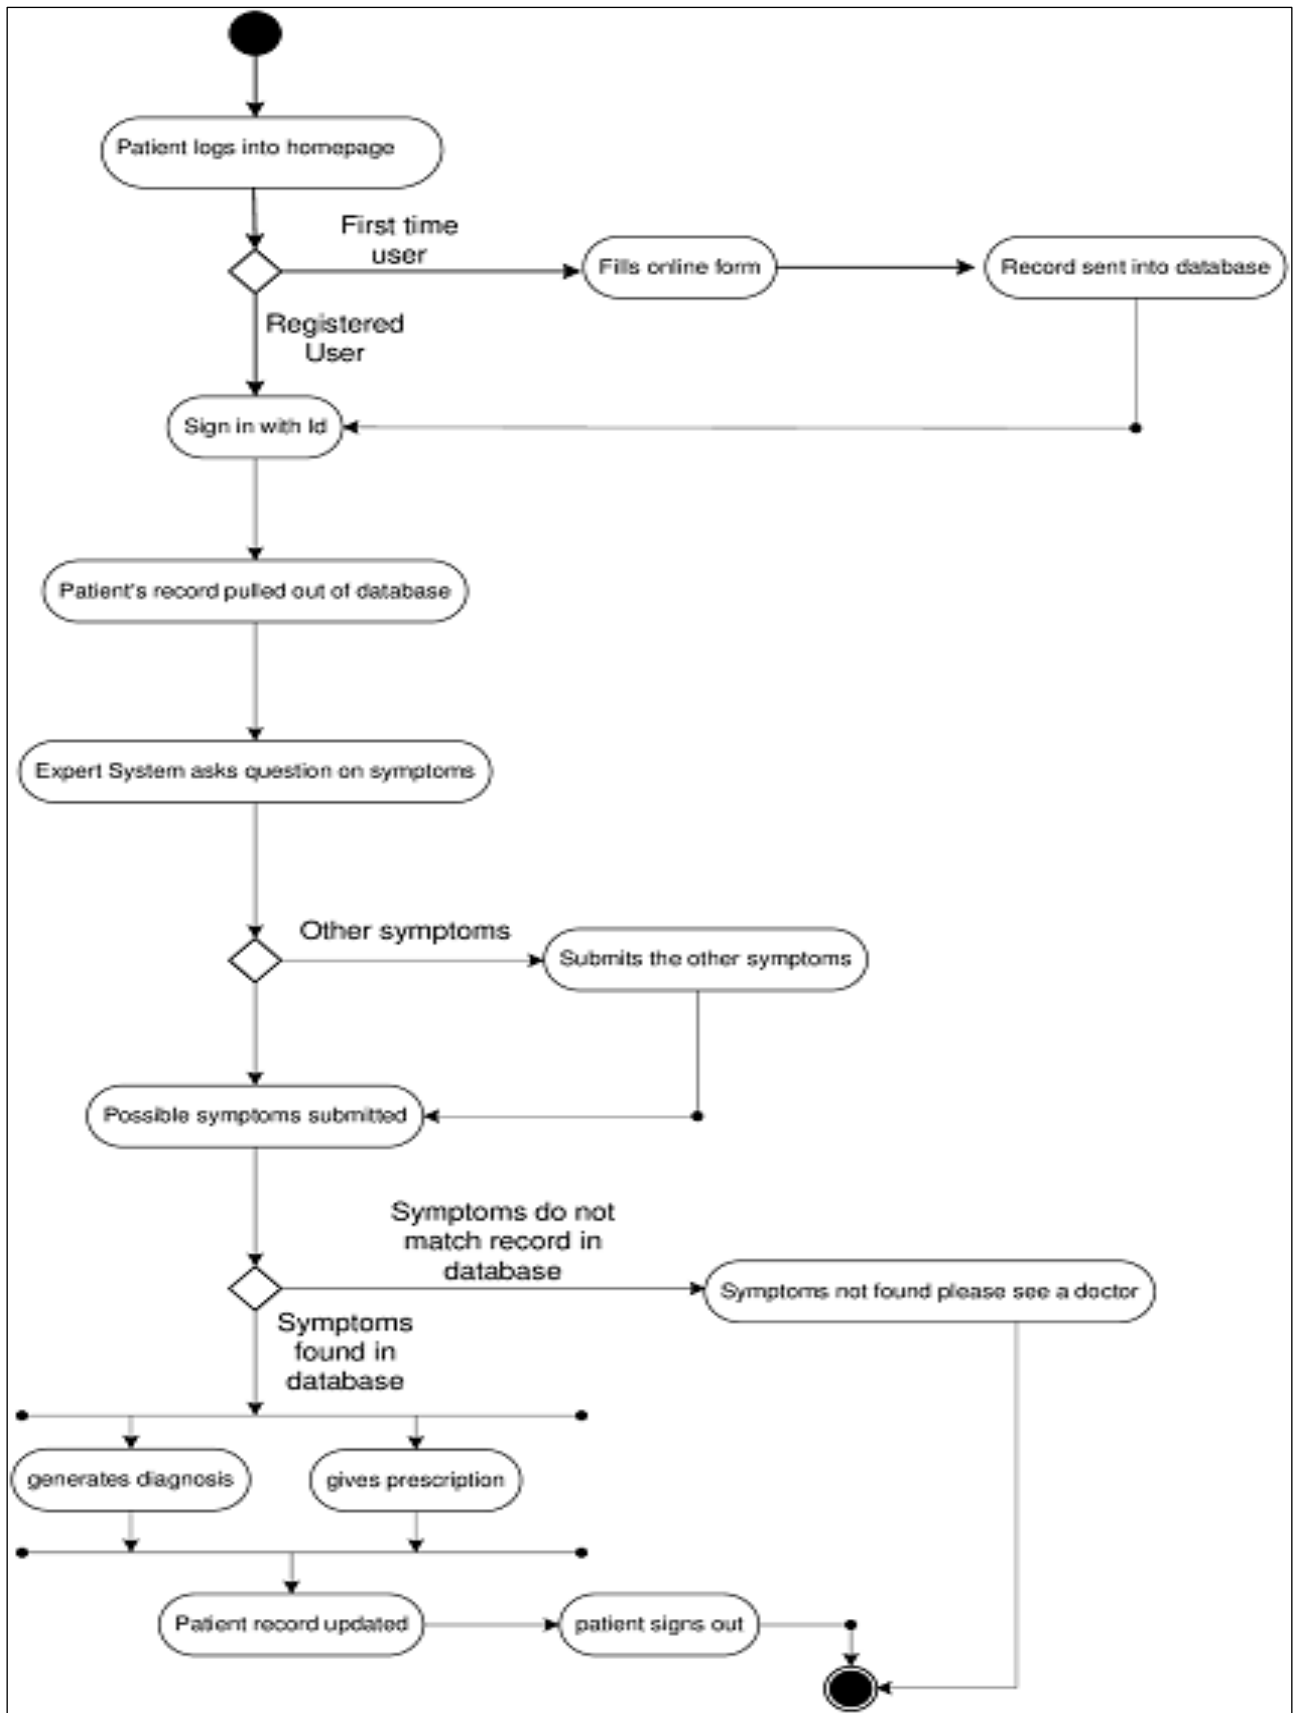 Patient logs into homepage
First time
user
Fills online form
Record sent into database
Registered
User
Sign in with Id
Patient's record pulled out of database
Expert System asks question on symptoms
Other symptoms
Submits the other symptoms
Possible symptoms submitted
Symptoms do not
match record in
database
Symptoms not found please see a doctor
Symptoms
found in
database
generates diagnosis
gives prescription
Patient record updated
patient signs out